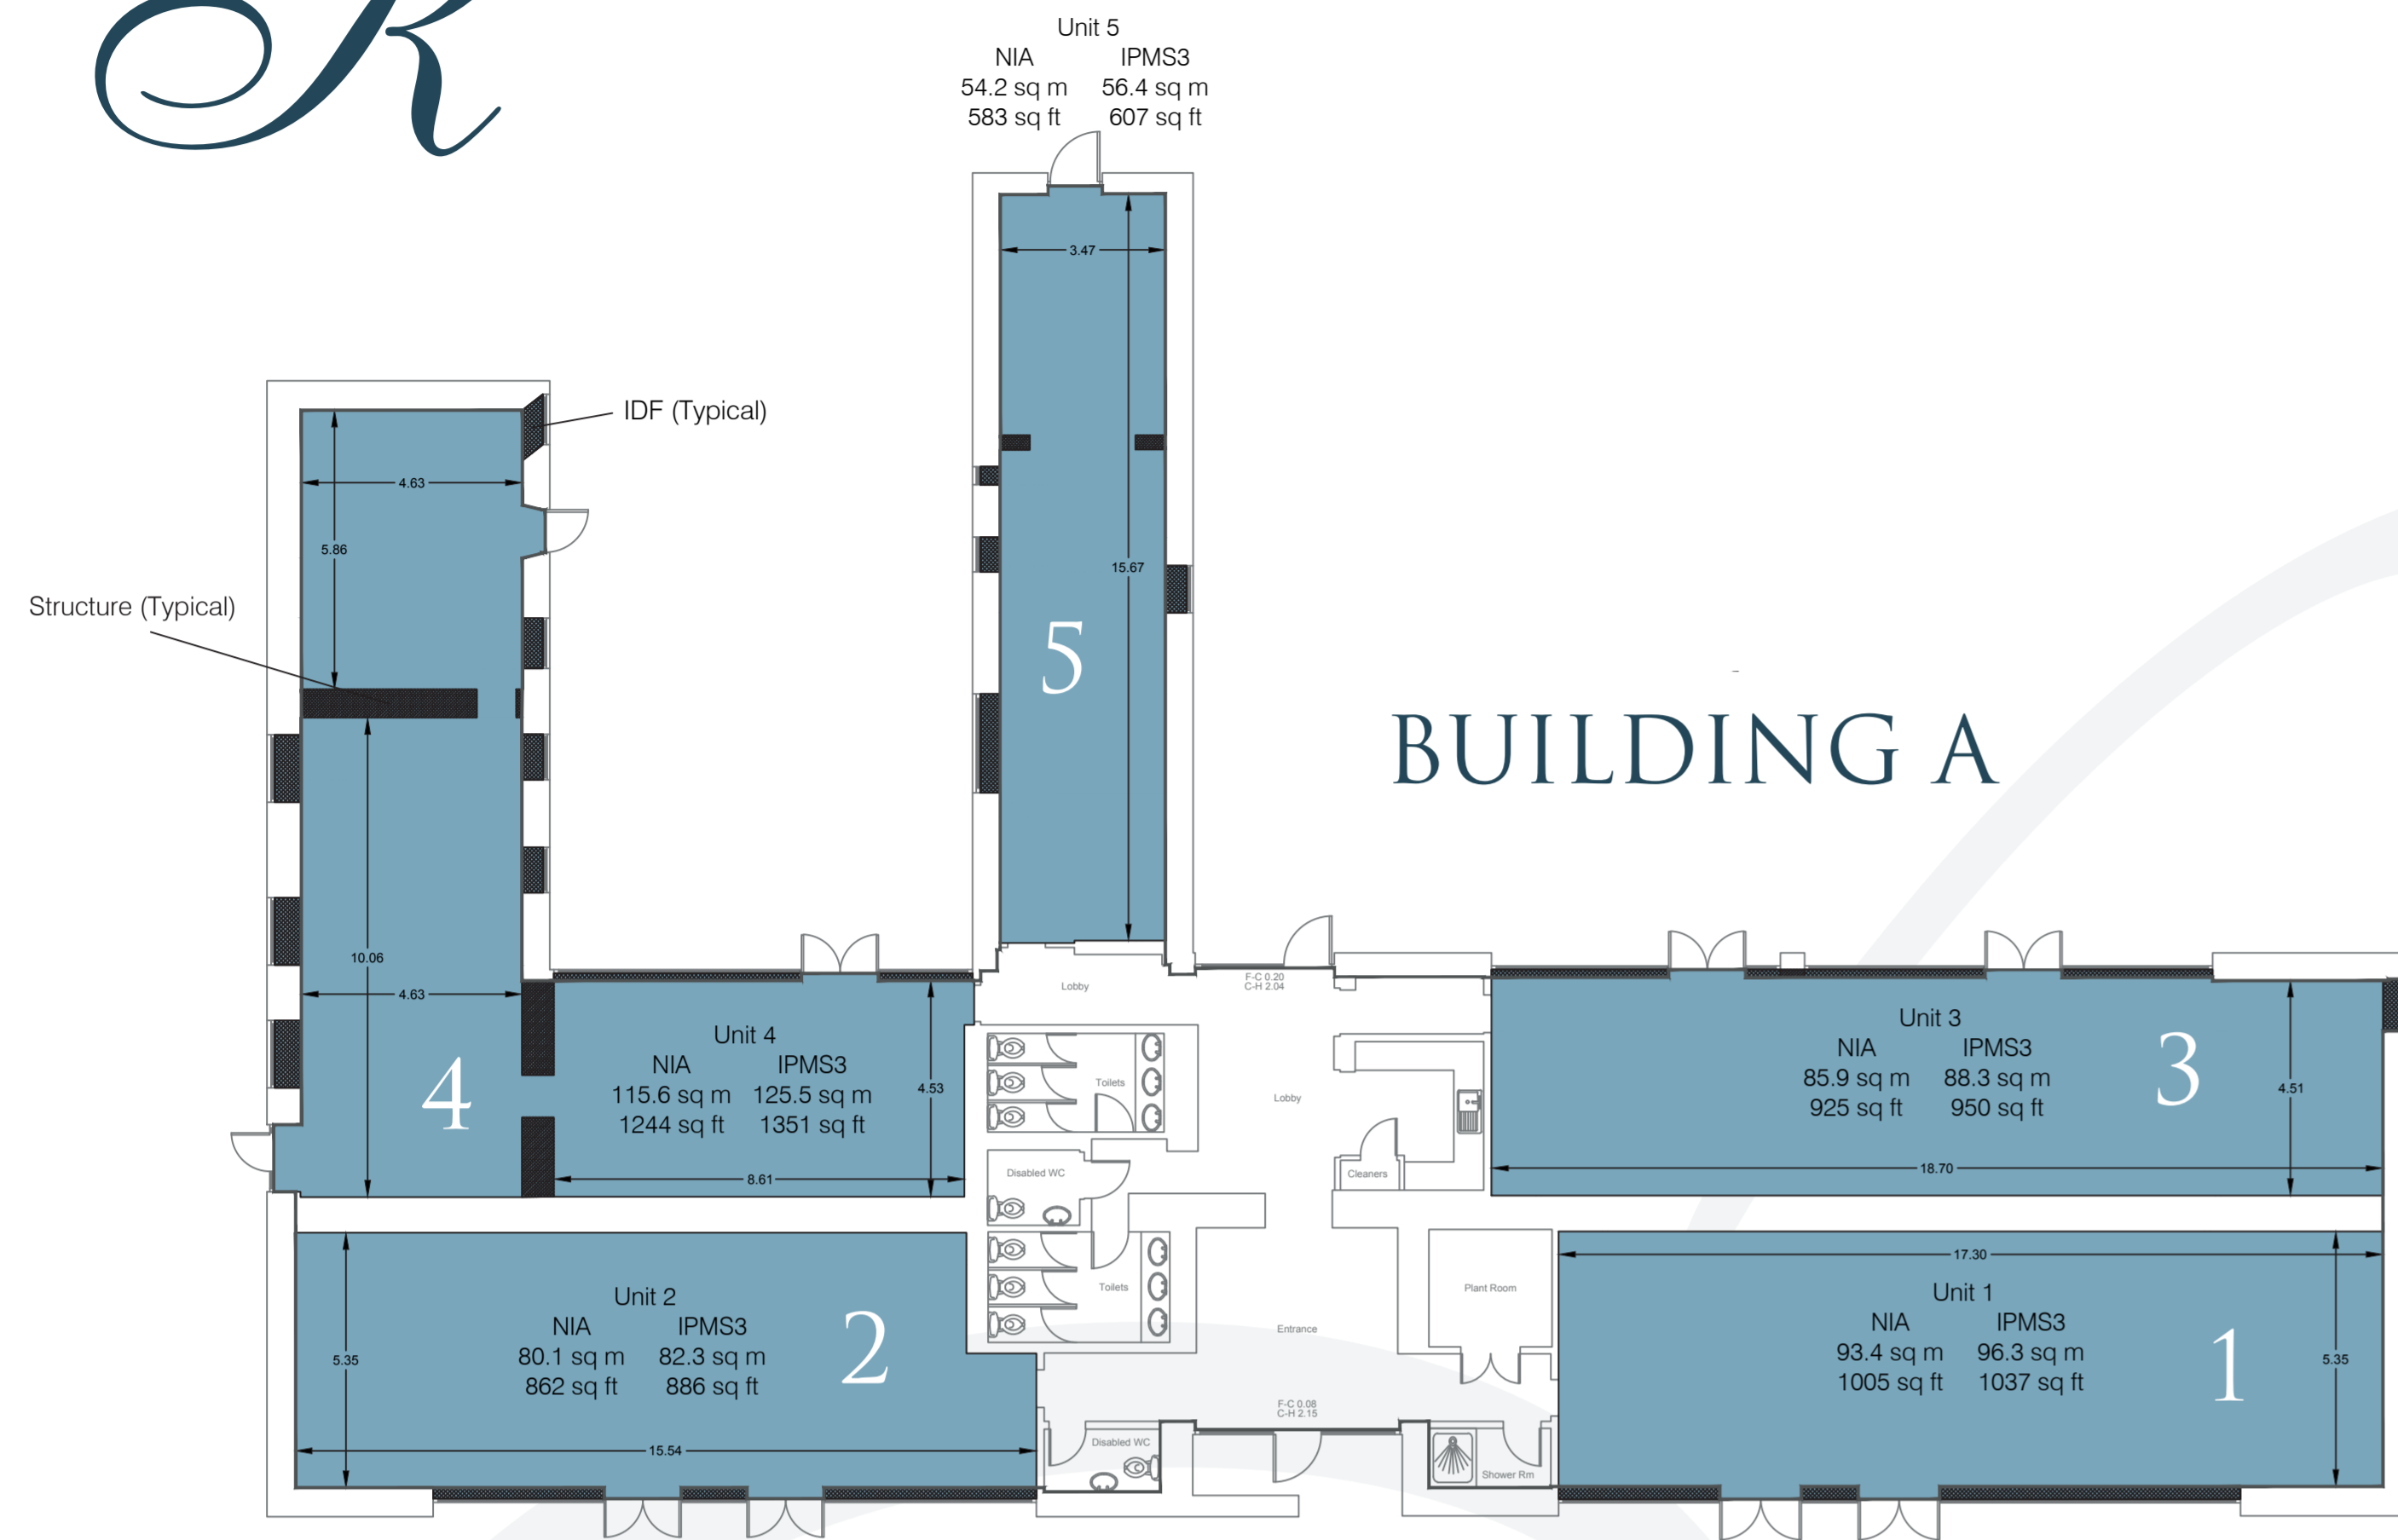 R
Unit 5
NIA IPMS3
54.2 sq m 56.4 sq m
583 sq ft 607 sq ft
3.47
IDF (Typical)
4.63
5.86
15.67
Structure (Typical)
5
BUILDING A
10.06
4.63
Lobby
F-C 0.20
C-H 2.04
Unit 4
NIA IPMS3
115.6 sq m 125.5 sq m
1244 sq ft 1351 sq ft
4
4.53
8.61
Toilets
Lobby
Disabled WC
Cleaners
Unit 3
NIA IPMS3
85.9 sq m 88.3 sq m
925 sq ft 950 sq ft
3
4.51
18.70
Unit 2
NIA IPMS3
80.1 sq m 82.3 sq m
862 sq ft 886 sq ft
2
5.35
15.54
Toilets
Entrance
Plant Room
F-C 0.08
C-H 2.15
Disabled WC
Shower Rm
17.30
Unit 1
NIA IPMS3
93.4 sq m 96.3 sq m
1005 sq ft 1037 sq ft
1
5.35